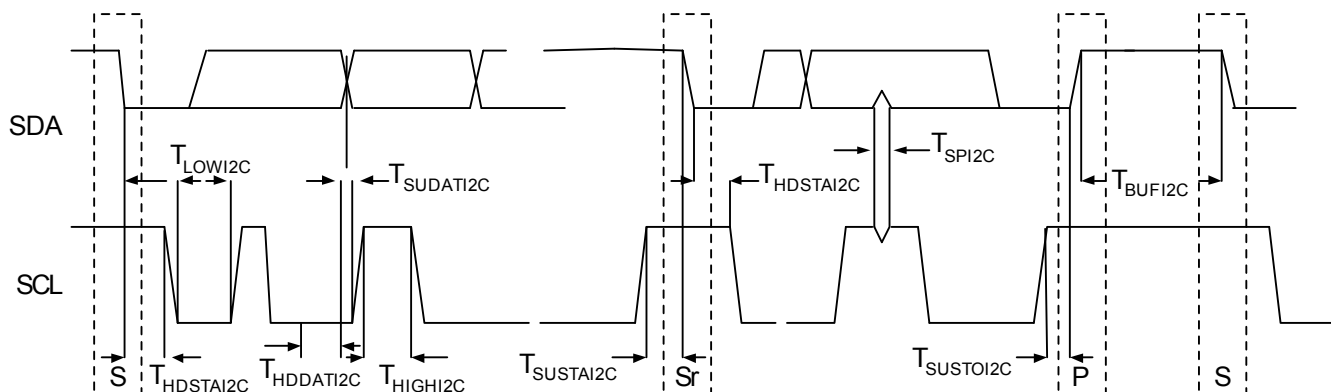 SDA
T_LOWI2C
T_SUDATI2C
T_HDSTAI2C
T_SPI2C
T_BUFI2C
SCL
S
T_HDSTAI2C
T_HDDATI2C
T_HIGHI2C
T_SUSTAI2C
Sr
T_SUSTOI2C
P
S